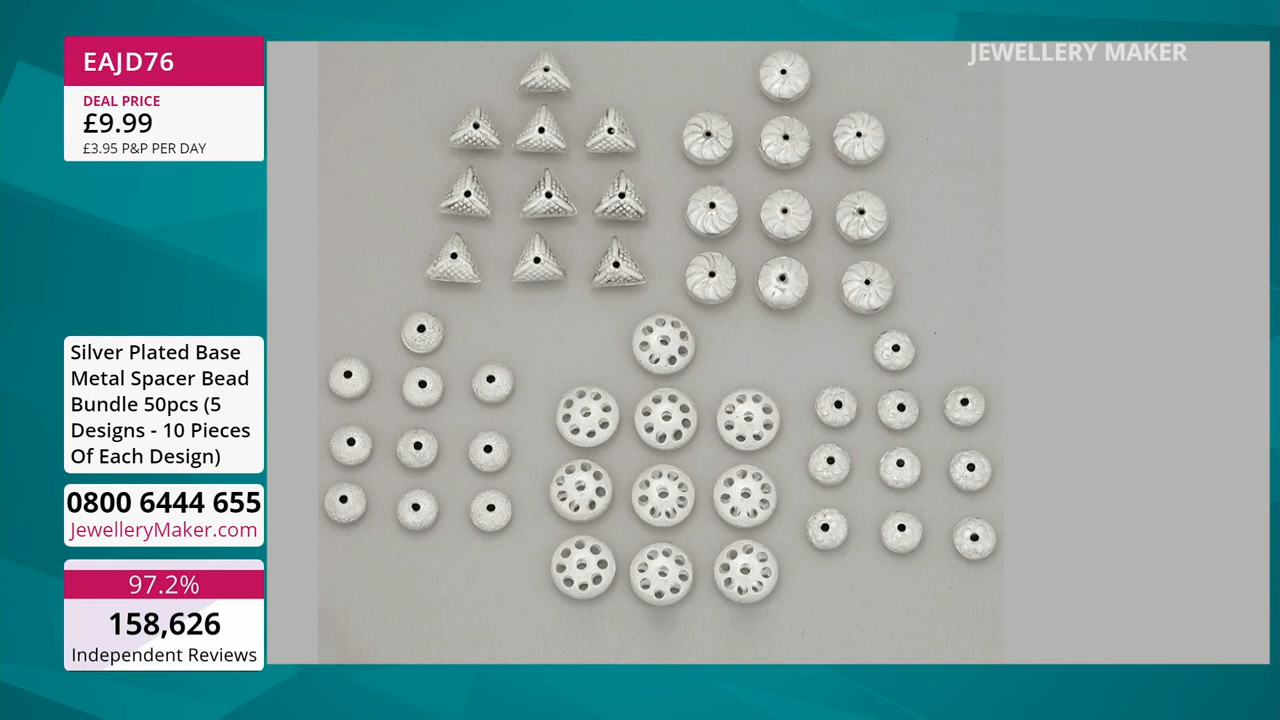 EAJD76
DEAL PRICE
£9.99
£3.95 P&P PER DAY
Silver Plated Base
Metal Spacer Bead
Bundle 50pcs (5
Designs - 10 Pieces
Of Each Design)
0800 6444 655
JewelleryMaker.com
97.2%
158,626
Independent Reviews
JEWELLERY MAKER